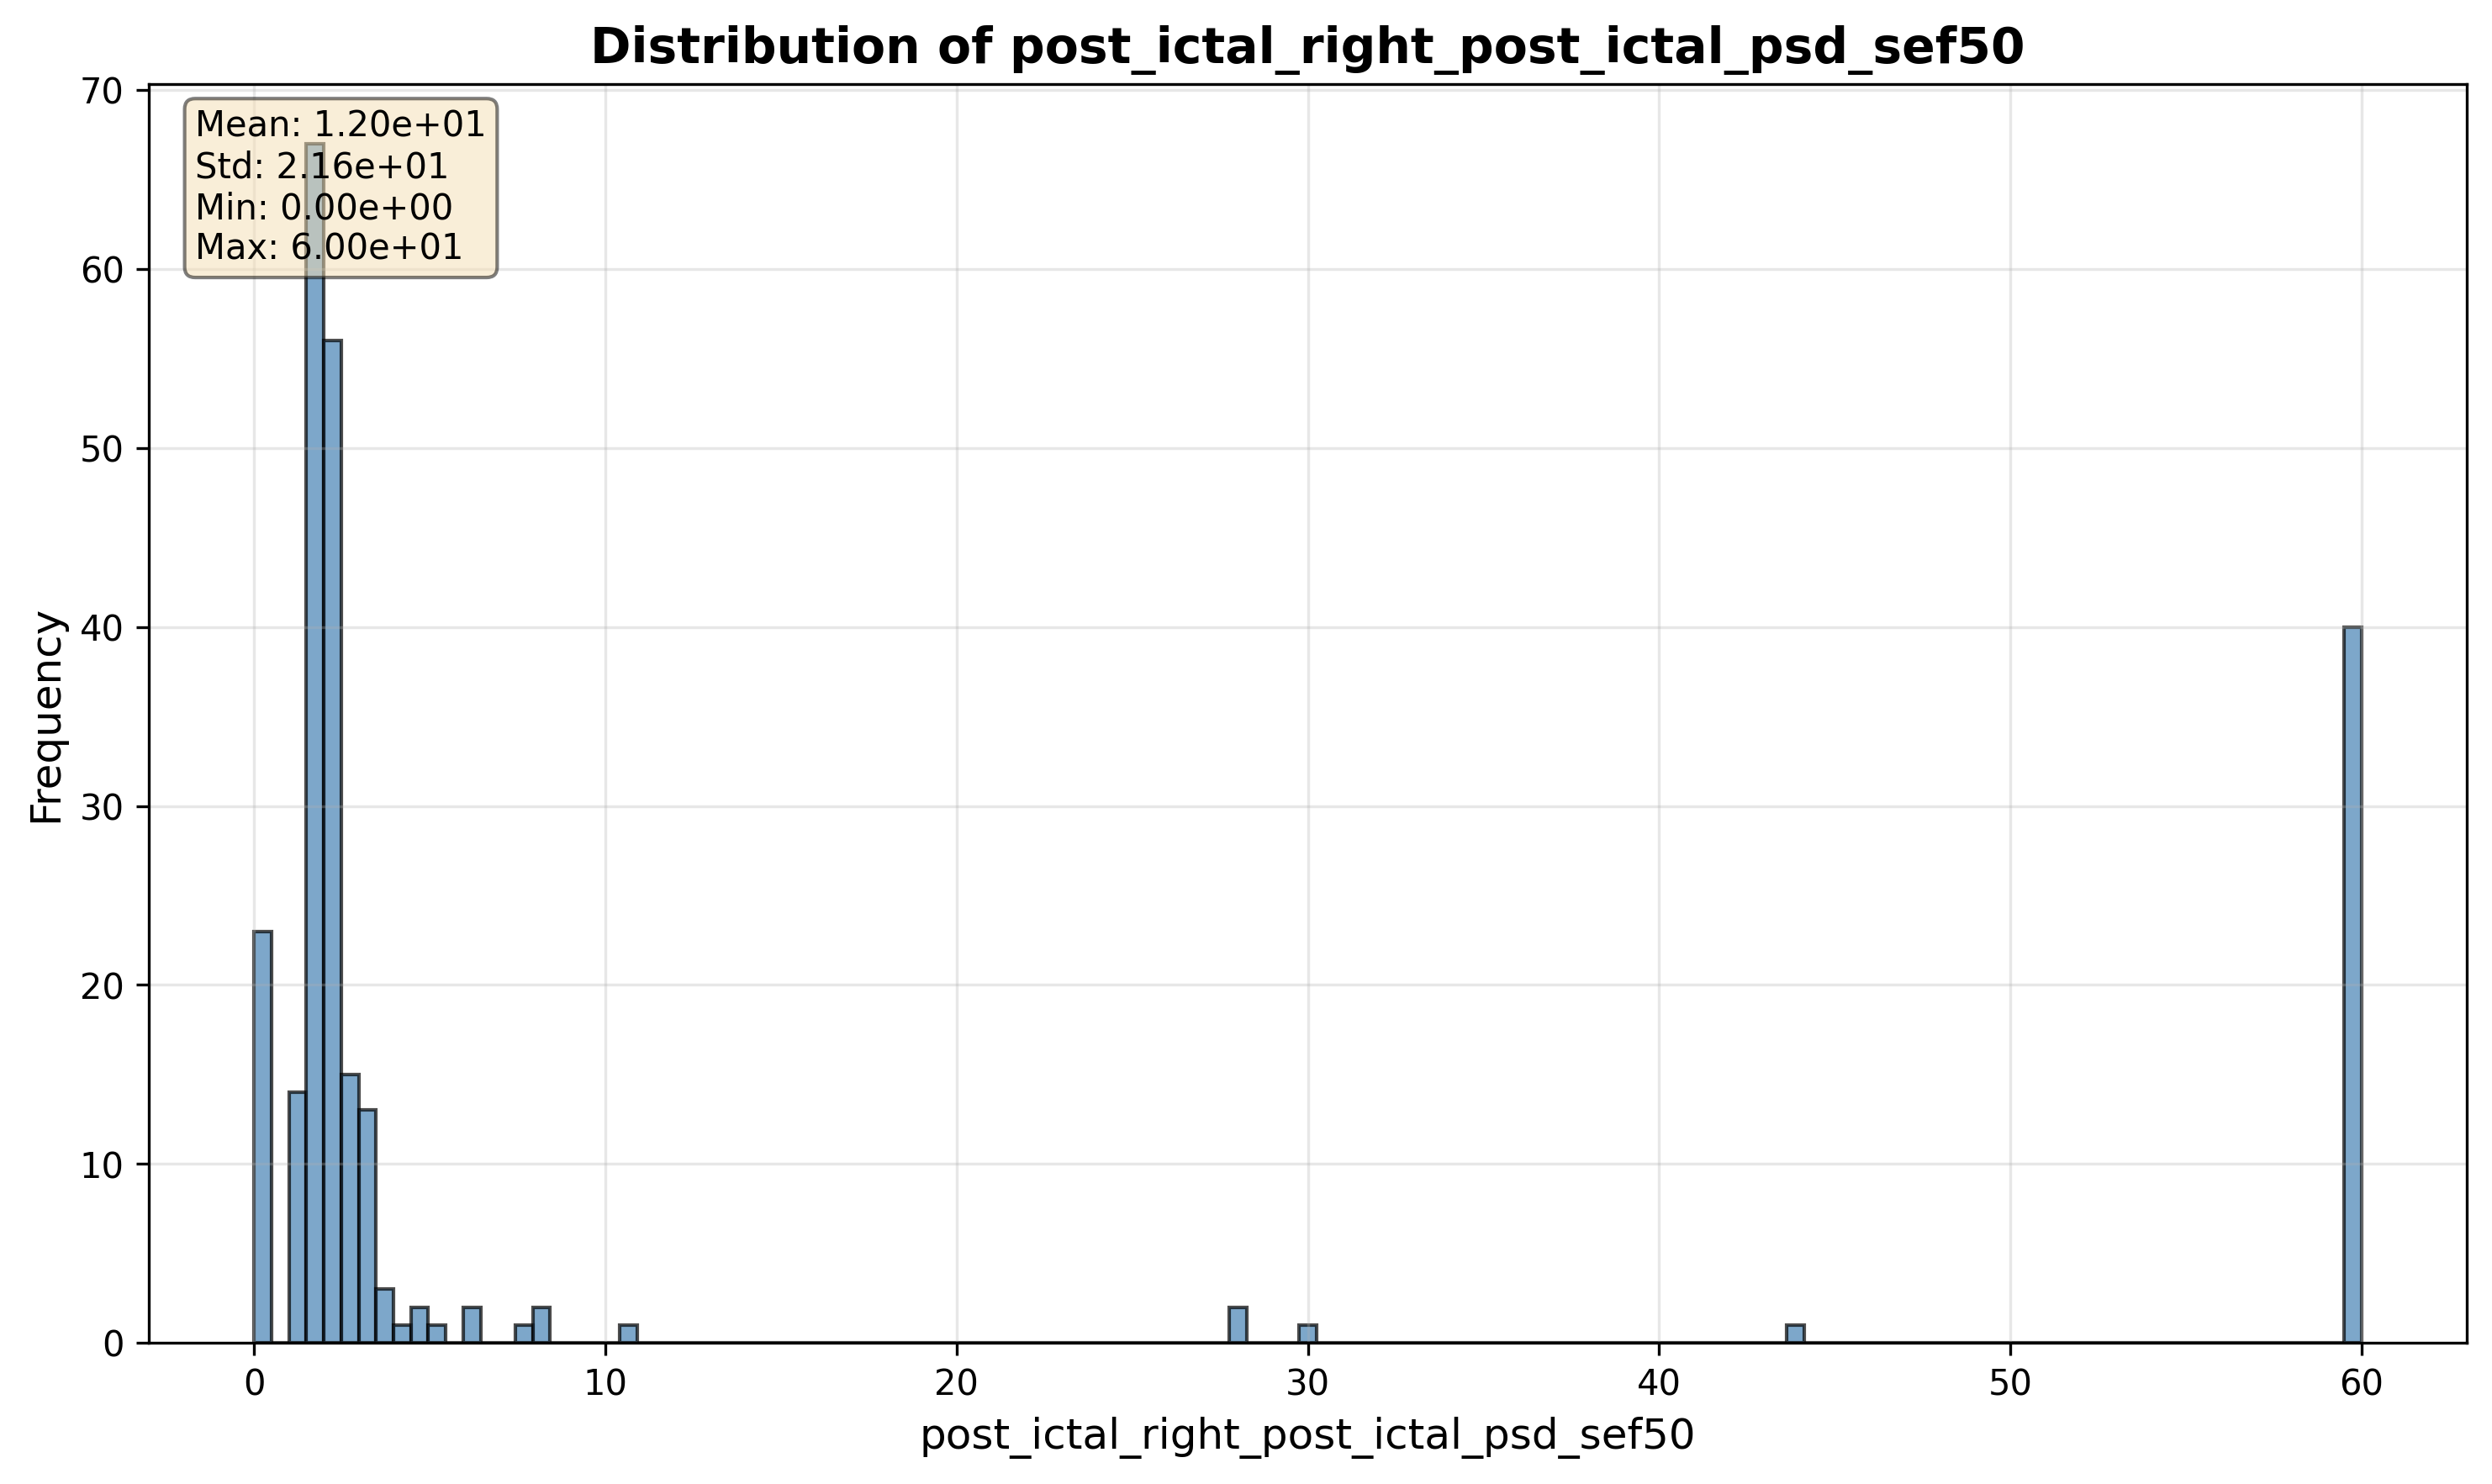 Distribution of post_ictal_right_post_ictal_psd_sef50
70
Mean: 1.20e+01
Std: 2.16e+01
Min: 0.00e+00
Max: 6.00e+01
60
50
40
30
20
10
0
Frequency
0 10 20 30 40 50 60
post_ictal_right_post_ictal_psd_sef50